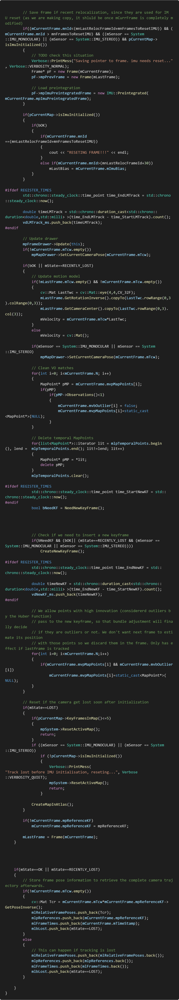 // Save frame if recent relocalization, since they are used for IM
U reset (as we are making copy, it shluld be once mCurrFrame is completely m
odified)
if((mCurrentFrame.mnId<(mnLastRelocFrameId+mnFramesToResetIMU)) && (
mCurrentFrame.mnId > mnFramesToResetIMU) && ((mSensor == System
::IMU_MONOCULAR) || (mSensor == System::IMU_STEREO)) && pCurrentMap->
isImuInitialized())
{
// TODO check this situation
Verbose::PrintMess("Saving pointer to frame. imu needs reset..."
, Verbose::VERBOSITY_NORMAL);
Frame* pF = new Frame(mCurrentFrame);
pF->mpPrevFrame = new Frame(mLastFrame);

// Load preintegration
pF->mpImuPreintegratedFrame = new IMU::Preintegrated(
mCurrentFrame.mpImuPreintegratedFrame);
}

if(pCurrentMap->isImuInitialized())
{
if(bOK)
{
if(mCurrentFrame.mnId
==(mnLastRelocFrameId+mnFramesToResetIMU))
{
cout << "RESETING FRAME!!!" << endl;
}
else if(mCurrentFrame.mnId>(mnLastRelocFrameId+30))
mLastBias = mCurrentFrame.mImuBias;
}
}

#ifdef REGISTER_TIMES
std::chrono::steady_clock::time_point time_EndLMTrack = std::chrono
::steady_clock::now();

double timeLMTrack = std::chrono::duration_cast<std::chrono::
duration<double,std::milli> >(time_EndLMTrack - time_StartLMTrack).count();
vdLMTrack_ms.push_back(timeLMTrack);
#endif

// Update drawer
mpFrameDrawer->Update(this);
if(!mCurrentFrame.mTcw.empty())
mpMapDrawer->SetCurrentCameraPose(mCurrentFrame.mTcw);

if(bOK || mState==RECENTLY_LOST)
{
// Update motion model
if(!mLastFrame.mTcw.empty() && !mCurrentFrame.mTcw.empty())
{
cv::Mat LastTwc = cv::Mat::eye(4,4,CV_32F);
mLastFrame.GetRotationInverse().copyTo(LastTwc.rowRange(0,3
).colRange(0,3));
mLastFrame.GetCameraCenter().copyTo(LastTwc.rowRange(0,3).
col(3));
mVelocity = mCurrentFrame.mTcw*LastTwc;
}
else
mVelocity = cv::Mat();

if(mSensor == System::IMU_MONOCULAR || mSensor == System
::IMU_STEREO)
mpMapDrawer->SetCurrentCameraPose(mCurrentFrame.mTcw);

// Clean VO matches
for(int i=0; i<mCurrentFrame.N; i++)
{
MapPoint* pMP = mCurrentFrame.mvpMapPoints[i];
if(pMP)
if(pMP->Observations()<1)
{
mCurrentFrame.mvbOutlier[i] = false;
mCurrentFrame.mvpMapPoints[i]=static_cast
<MapPoint*>(NULL);
}
}

// Delete temporal MapPoints
for(list<MapPoint*>::iterator lit = mlpTemporalPoints.begin
(), lend =  mlpTemporalPoints.end(); lit!=lend; lit++)
{
MapPoint* pMP = *lit;
delete pMP;
}
mlpTemporalPoints.clear();

#ifdef REGISTER_TIMES
std::chrono::steady_clock::time_point time_StartNewKF = std::
chrono::steady_clock::now();
#endif
bool bNeedKF = NeedNewKeyFrame();

// Check if we need to insert a new keyframe
if(bNeedKF && (bOK|| (mState==RECENTLY_LOST && (mSensor ==
System::IMU_MONOCULAR || mSensor == System::IMU_STEREO))))
CreateNewKeyFrame();

#ifdef REGISTER_TIMES
std::chrono::steady_clock::time_point time_EndNewKF = std::
chrono::steady_clock::now();

double timeNewKF = std::chrono::duration_cast<std::chrono::
duration<double,std::milli> >(time_EndNewKF - time_StartNewKF).count();
vdNewKF_ms.push_back(timeNewKF);
#endif

// We allow points with high innovation (considererd outliers b
y the Huber Function)
// pass to the new keyframe, so that bundle adjustment will fina
lly decide
// if they are outliers or not. We don't want next frame to esti
mate its position
// with those points so we discard them in the frame. Only has e
ffect if lastframe is tracked
for(int i=0; i<mCurrentFrame.N;i++)
{
if(mCurrentFrame.mvpMapPoints[i] && mCurrentFrame.mvbOutlier
[i])
mCurrentFrame.mvpMapPoints[i]=static_cast<MapPoint*>(
NULL);
}
}

// Reset if the camera get lost soon after initialization
if(mState==LOST)
{
if(pCurrentMap->KeyFramesInMap()<=5)
{
mpSystem->ResetActiveMap();
return;
}
if ((mSensor == System::IMU_MONOCULAR) || (mSensor == System
::IMU_STEREO))
if (!pCurrentMap->isImuInitialized())
{
Verbose::PrintMess(
"Track lost before IMU initialisation, reseting...", Verbose
::VERBOSITY_QUIET);
mpSystem->ResetActiveMap();
return;
}

CreateMapInAtlas();
}

if(!mCurrentFrame.mpReferenceKF)
mCurrentFrame.mpReferenceKF = mpReferenceKF;

mLastFrame = Frame(mCurrentFrame);
}

if(mState==OK || mState==RECENTLY_LOST)
{
// Store frame pose information to retrieve the complete camera traj
ectory afterwards.
if(!mCurrentFrame.mTcw.empty())
{
cv::Mat Tcr = mCurrentFrame.mTcw*mCurrentFrame.mpReferenceKF->
GetPoseInverse();
mlRelativeFramePoses.push_back(Tcr);
mlpReferences.push_back(mCurrentFrame.mpReferenceKF);
mlFrameTimes.push_back(mCurrentFrame.mTimeStamp);
mlbLost.push_back(mState==LOST);
}
else
{
// This can happen if tracking is lost
mlRelativeFramePoses.push_back(mlRelativeFramePoses.back());
mlpReferences.push_back(mlpReferences.back());
mlFrameTimes.push_back(mlFrameTimes.back());
mlbLost.push_back(mState==LOST);
}

}
}